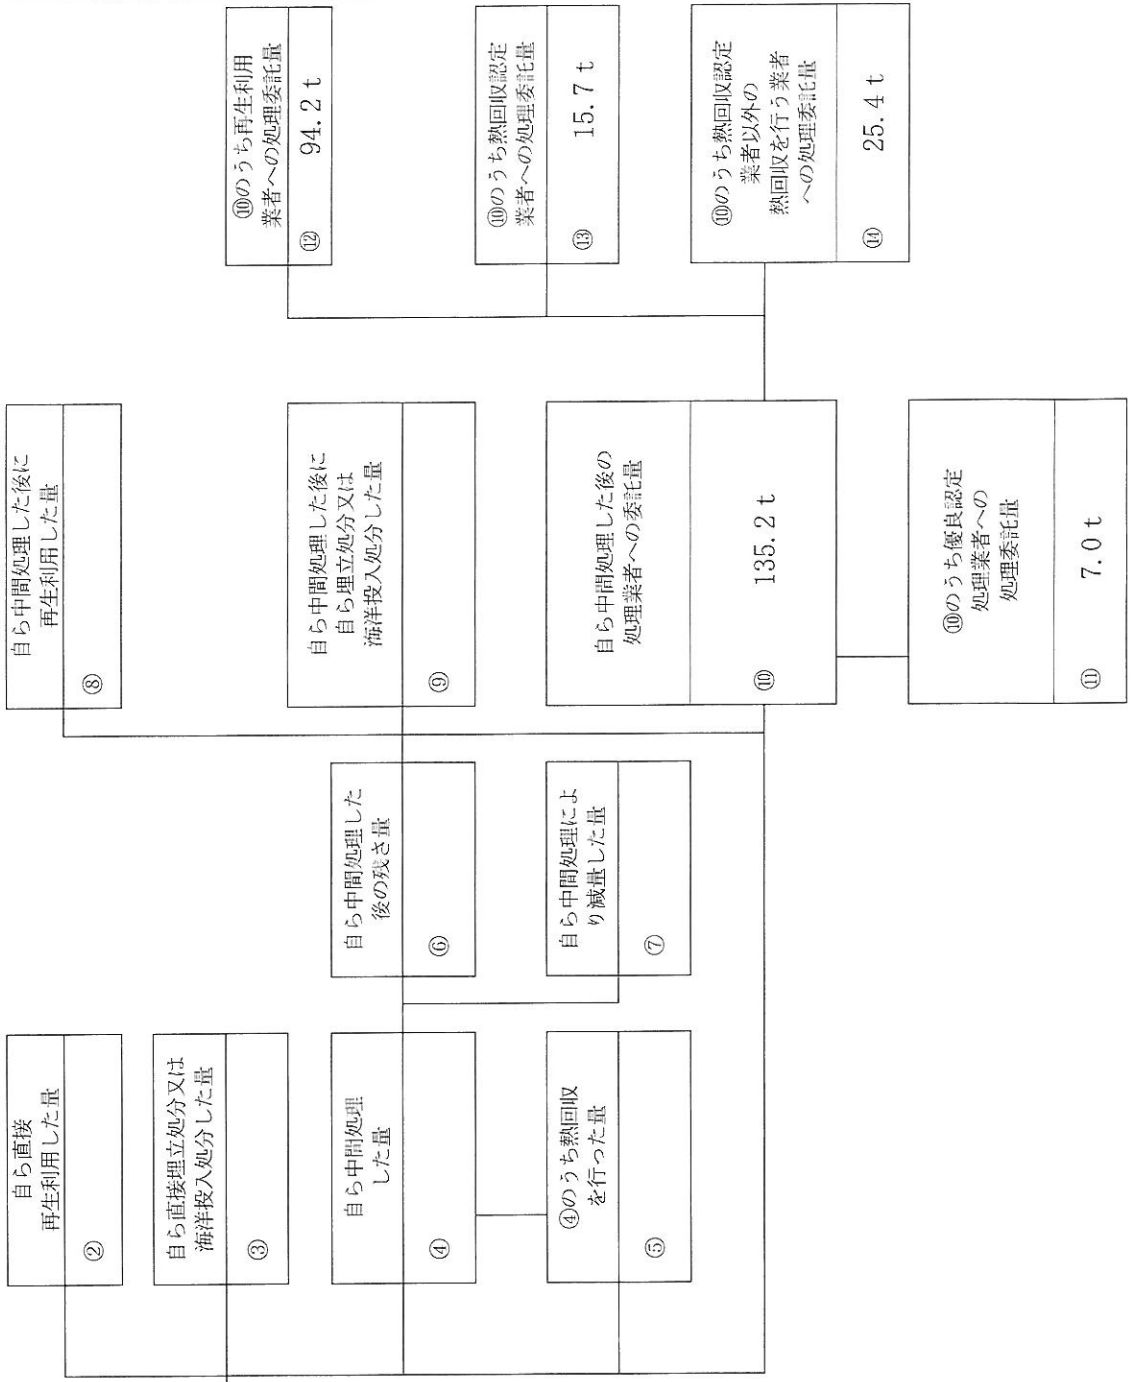 自ら直接
再生利用した量
②
自ら直接埋立処分又は
海洋投入処分した量
③
自ら中間処理
した量
④
④のうち熱回収
を行った量
⑤
自ら中間処理した
後の残さ量
⑥
自ら中間処理によ
り減量した量
⑦
自ら中間処理した後に
再生利用した量
⑧
自ら中間処理した後に
自ら埋立処分又は
海洋投入処分した量
⑨
自ら中間処理した後の
処理業者への委託量
⑩ 135.2 t
⑩のうち優良認定
処理業者への
処理委託量
⑪ 7.0 t
⑩のうち再生利用
業者への処理委託量
⑫ 94.2 t
⑩のうち熱回収認定
業者への処理委託量
⑬ 15.7 t
⑩のうち熱回収認定
業者以外の
熱回収を行う業者
への処理委託量
⑭ 25.4 t